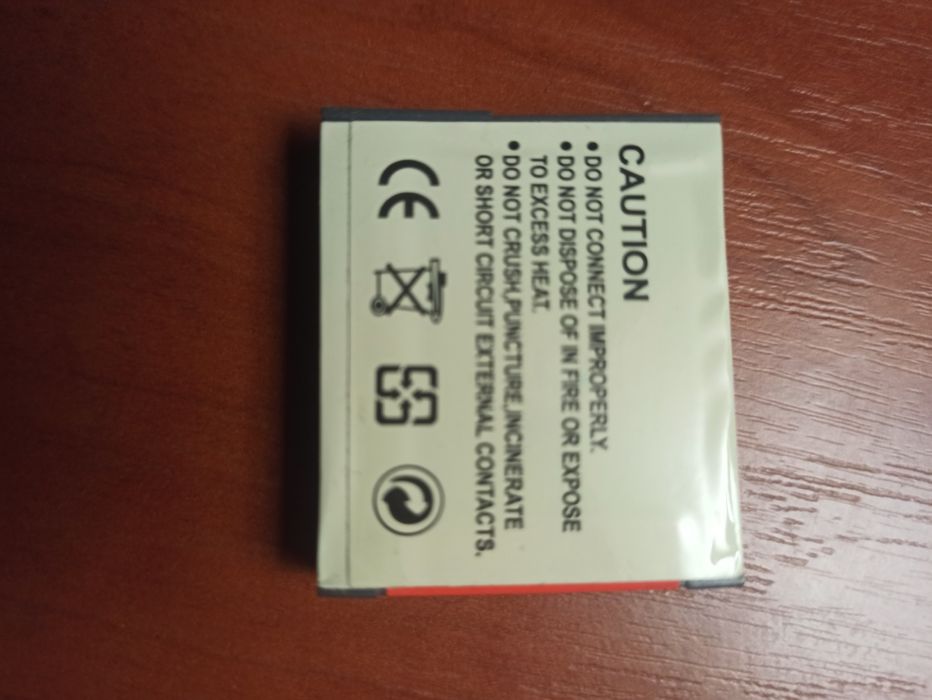 CAUTION
• DO NOT CONNECT IMPROPERLY.
• DO NOT DISPOSE OF IN FIRE OR EXPOSE
TO EXCESS HEAT.
• DO NOT CRUSH,PUNCTURE,INCINERATE
OR SHORT CIRCUIT EXTERNAL CONTACTS.
CE